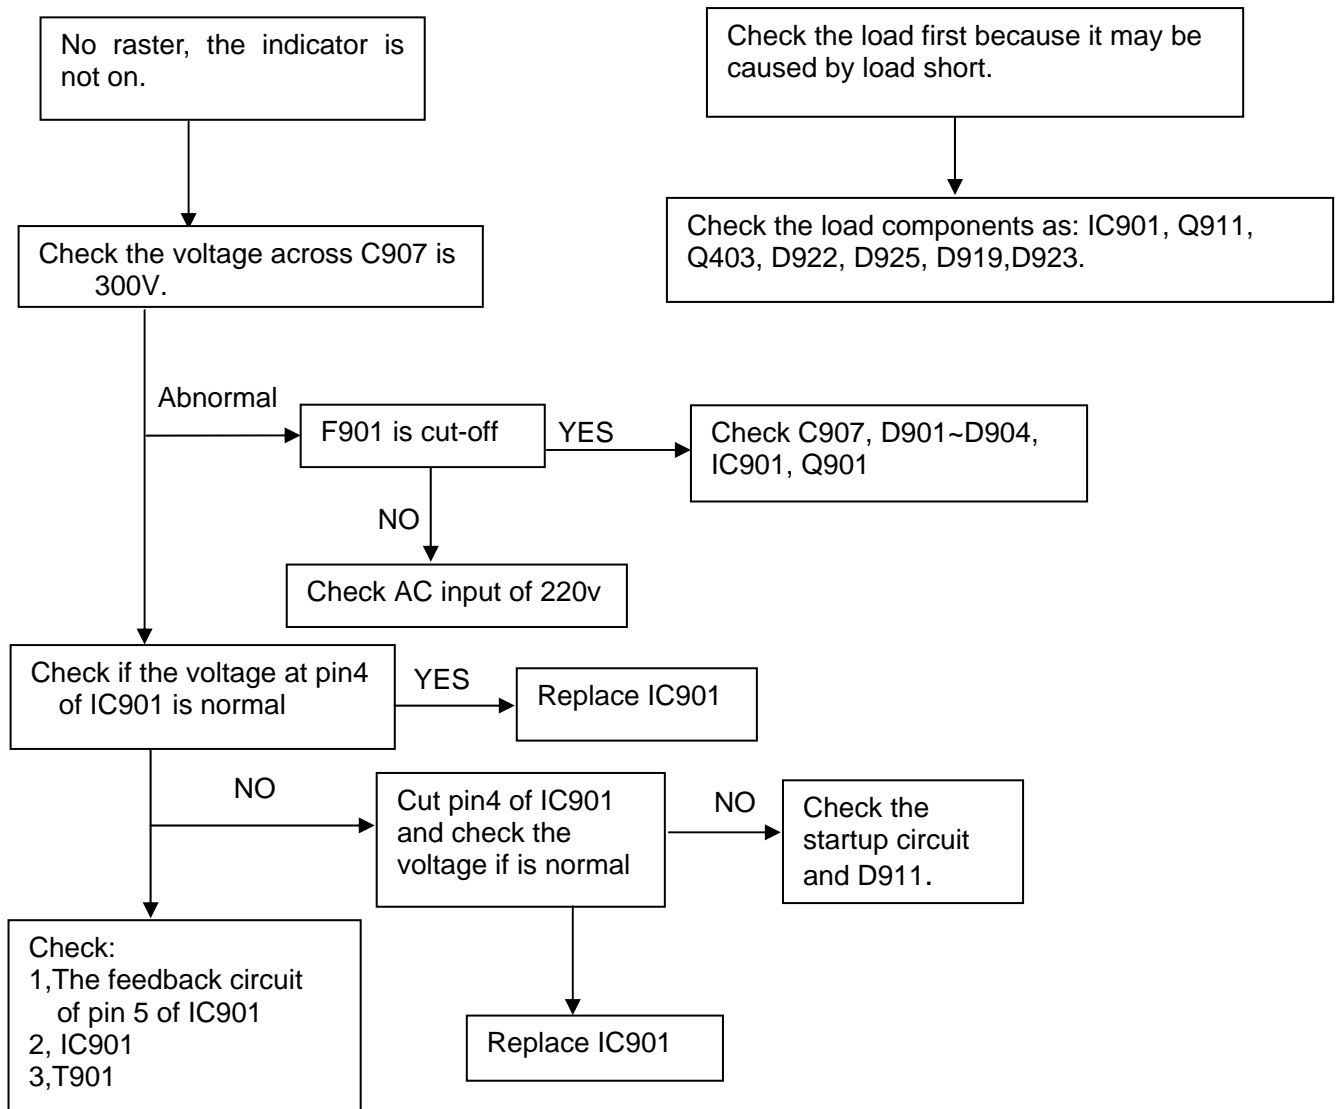 No raster, the indicator is
not on.
Check the load first because it may be
caused by load short.
Check the voltage across C907 is
300V.
Check the load components as: IC901, Q911,
Q403, D922, D925, D919,D923.
Abnormal
F901 is cut-off
YES
Check C907, D901~D904,
IC901, Q901
NO
Check AC input of 220v
Check if the voltage at pin4
of IC901 is normal
YES
Replace IC901
NO
Cut pin4 of IC901
and check the
voltage if is normal
NO
Check the
startup circuit
and D911.
Check:
1,The feedback circuit
of pin 5 of IC901
2, IC901
3,T901
Replace IC901